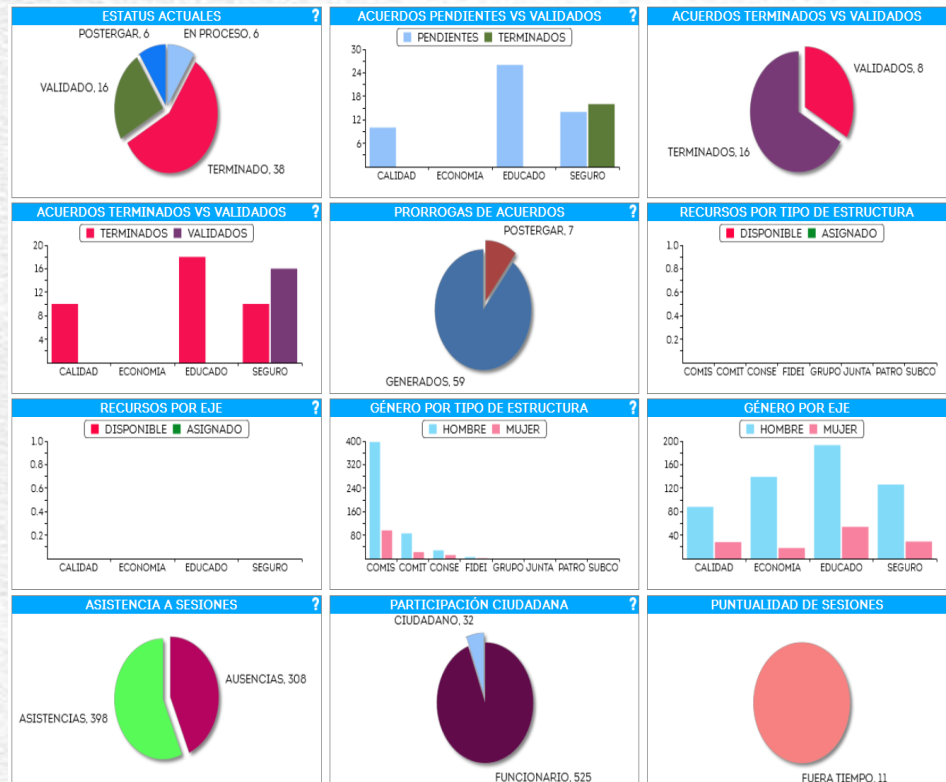 ESTATUS ACTUALES ?
POSTERGAR, 6
EN PROCESO, 6
VALIDADO, 16
TERMINADO, 38
ACUERDOS PENDIENTES VS VALIDADOS ?
PENDIENTES TERMINADOS
30
24
18
12
6
CALIDAD ECONOMIA EDUCADO SEGURO
ACUERDOS TERMINADOS VS VALIDADOS
VALIDADOS, 8
TERMINADOS, 16
ACUERDOS TERMINADOS VS VALIDADOS ?
TERMINADOS VALIDADOS
20
16
12
8
4
CALIDAD ECONOMIA EDUCADO SEGURO
PRORROGAS DE ACUERDOS ?
POSTERGAR, 7
GENERADOS, 59
RECURSOS POR TIPO DE ESTRUCTURA
DISPONIBLE ASIGNADO
1.0
0.8
0.6
0.4
0.2
COMIS COMIT CONSE FIDEI GRUPO JUNTA PATRO SUBCO
RECURSOS POR EJE ?
DISPONIBLE ASIGNADO
1.0
0.8
0.6
0.4
0.2
CALIDAD ECONOMIA EDUCADO SEGURO
GÉNERO POR TIPO DE ESTRUCTURA ?
HOMBRE MUJER
400
320
240
160
80
COMIS COMIT CONSE FIDEI GRUPO JUNTA PATRO SUBCO
GÉNERO POR EJE
HOMBRE MUJER
200
160
120
80
40
CALIDAD ECONOMIA EDUCADO SEGURO
ASISTENCIA A SESIONES ?
AUSENCIAS, 308
ASISTENCIAS, 398
PARTICIPACIÓN CIUDADANA ?
CIUDADANO, 32
FUNCIONARIO, 525
PUNTUALIDAD DE SESIONES
FUERA TIEMPO, 11